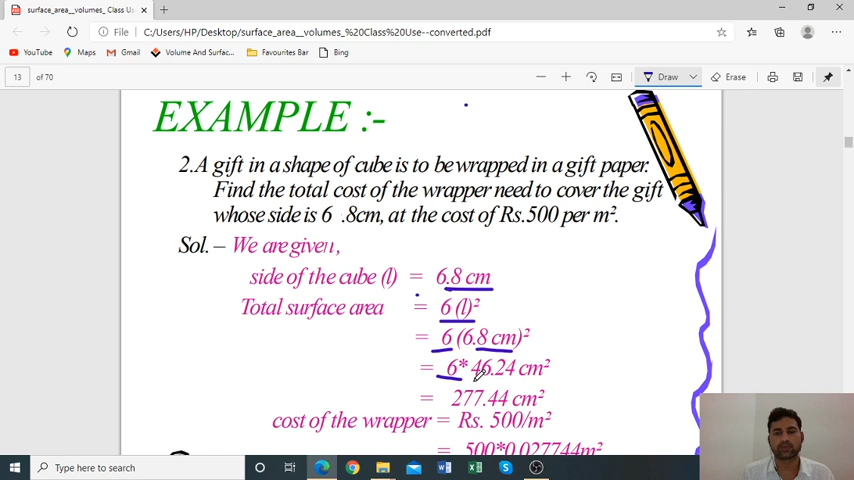 surface_area__volumes_ Class Us
File
C:/Users/HP/Desktop/surface_area__volumes_%20Class%20Use--converted.pdf
YouTube
Maps
Gmail
Volume And Surfac...
Favourites Bar
Bing
13
of 70
Draw
Erase
EXAMPLE :-
2.A gift in a shape of cube is to be wrapped in a gift paper.
Find the total cost of the wrapper need to cover the gift
whose side is 6 .8cm, at the cost of Rs.500 per m².
Sol. – We are given,
side of the cube (l) = 6.8 cm
Total surface area = 6 (l)²
= 6 (6.8 cm)²
= 6* 46.24 cm²
= 277.44 cm²
cost of the wrapper = Rs. 500/m²
= 500*0.027744m²
Type here to search